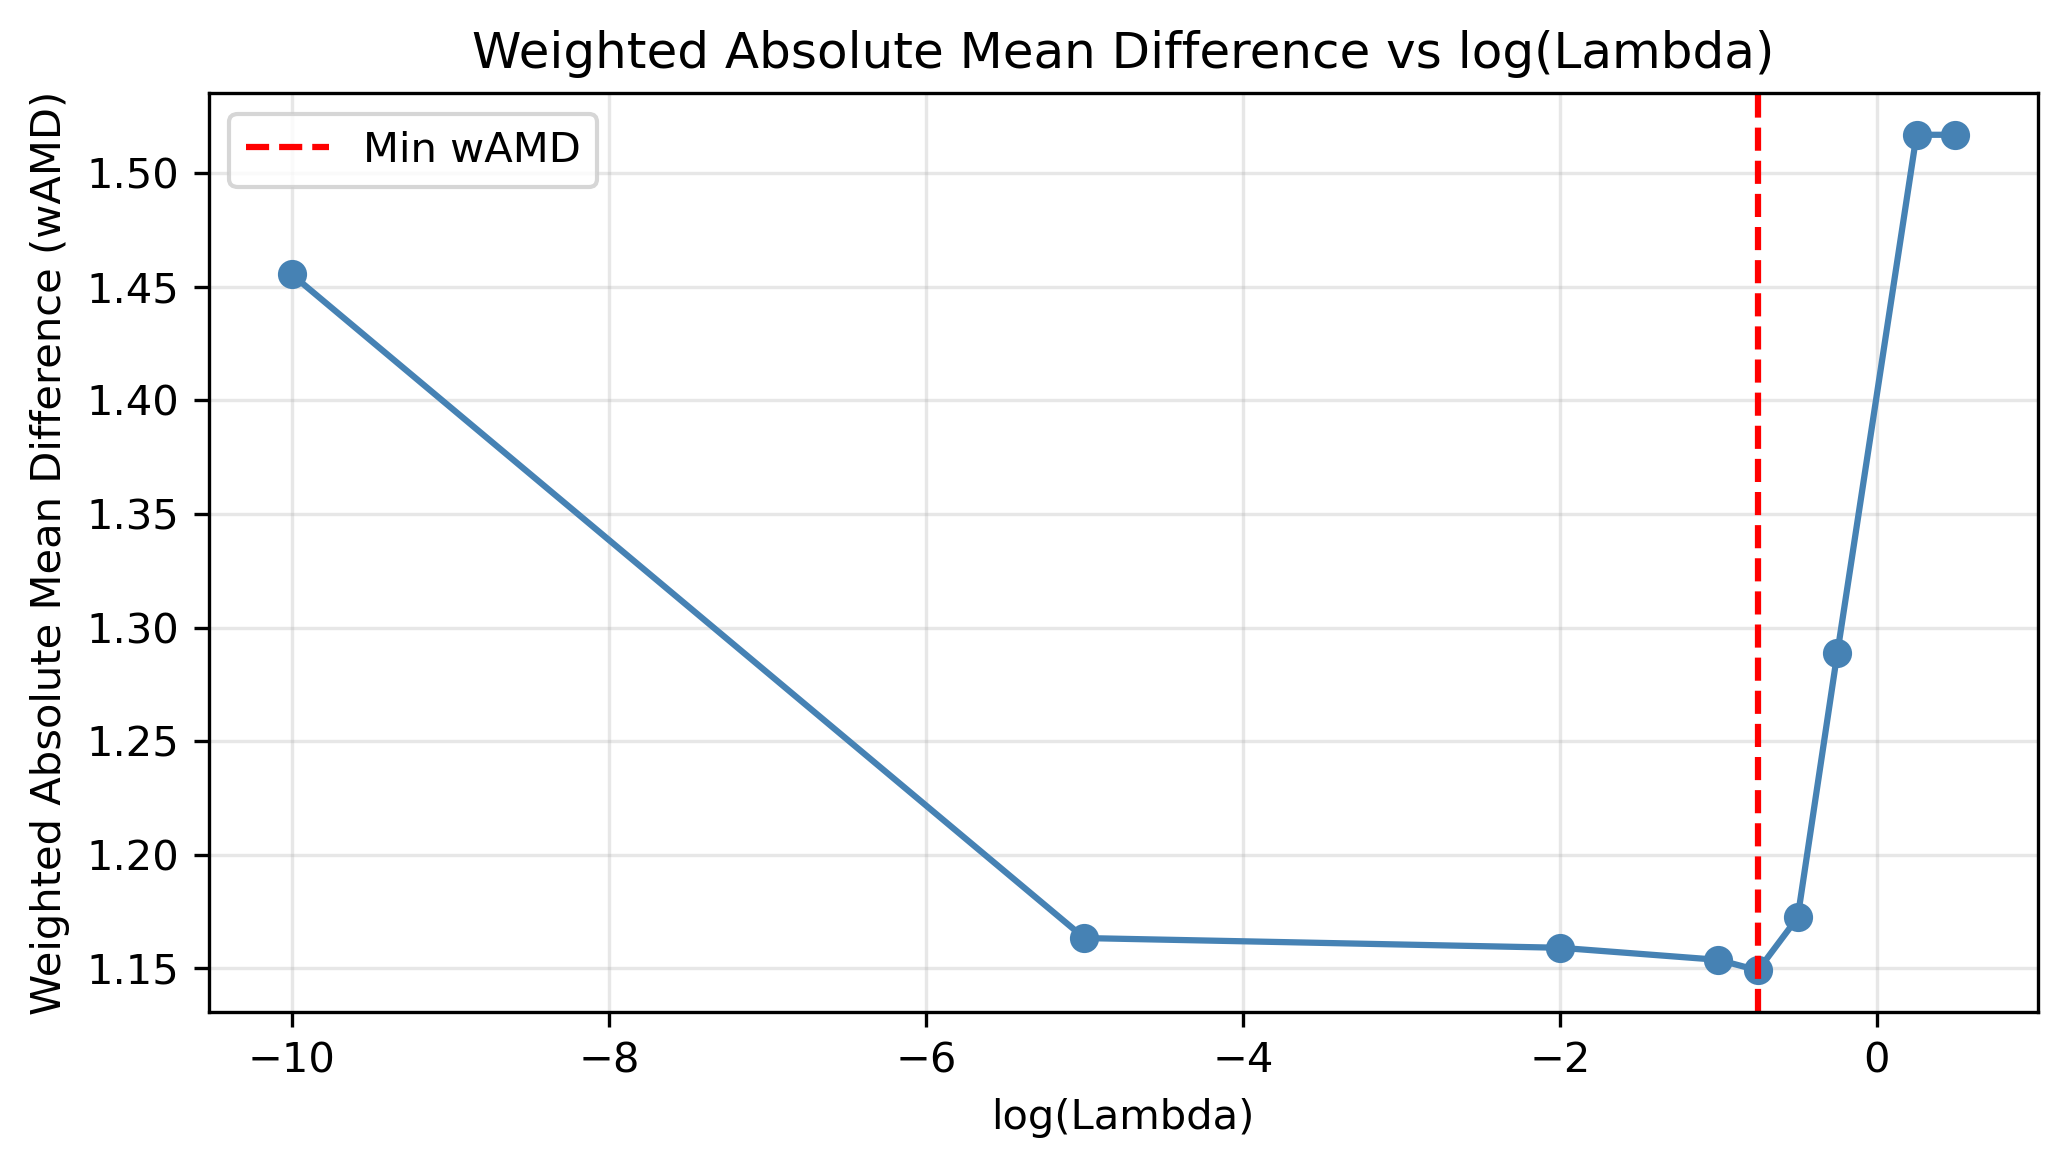 Weighted Absolute Mean Difference vs log(Lambda)
Min wAMD
Weighted Absolute Mean Difference (wAMD)
1.50
1.45
1.40
1.35
1.30
1.25
1.20
1.15
−10 −8 −6 −4 −2 0
log(Lambda)